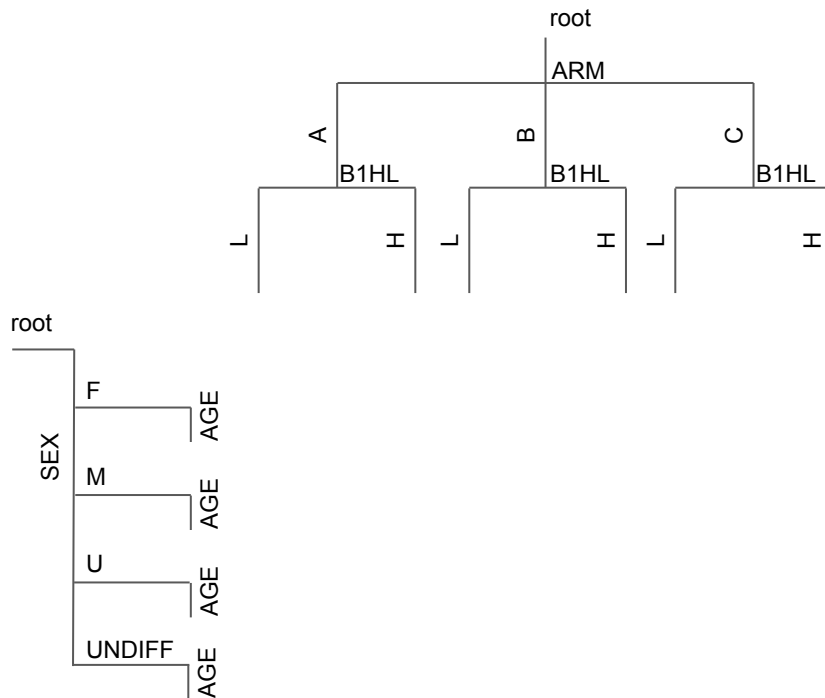 root
ARM
A
B
C
B1HL
B1HL
B1HL
L
H
L
H
L
H
root
SEX
F
AGE
M
AGE
U
AGE
UNDIFF
AGE